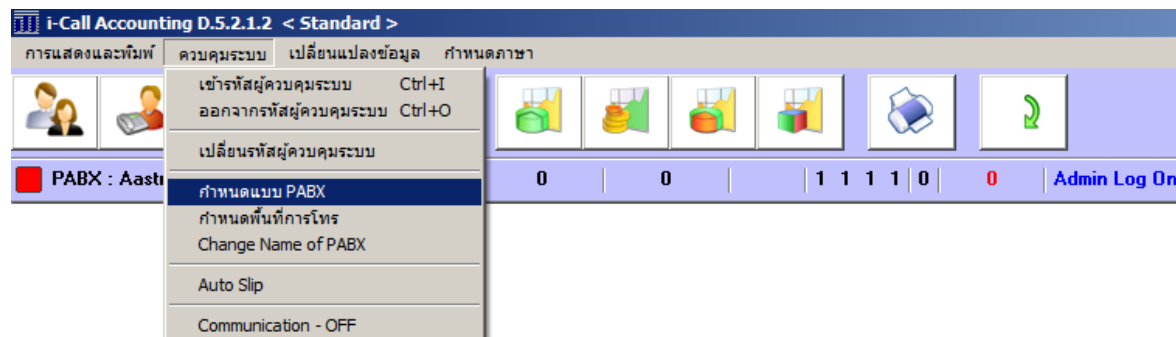 i-Call Accounting D.5.2.1.2 < Standard >
การแสดงและพิมพ์ ควบคุมระบบ เปลี่ยนแปลงข้อมูล กำหนดภาษา
เข้ารหัสผู้ควบคุมระบบ Ctrl+I
ออกจากรหัสผู้ควบคุมระบบ Ctrl+O
เปลี่ยนรหัสผู้ควบคุมระบบ
PABX : Aast 0 0 1 1 1 1 0 0 Admin Log On
กำหนดแบบ PABX
กำหนดพื้นที่การโทร
Change Name of PABX
Auto Slip
Communication - OFF